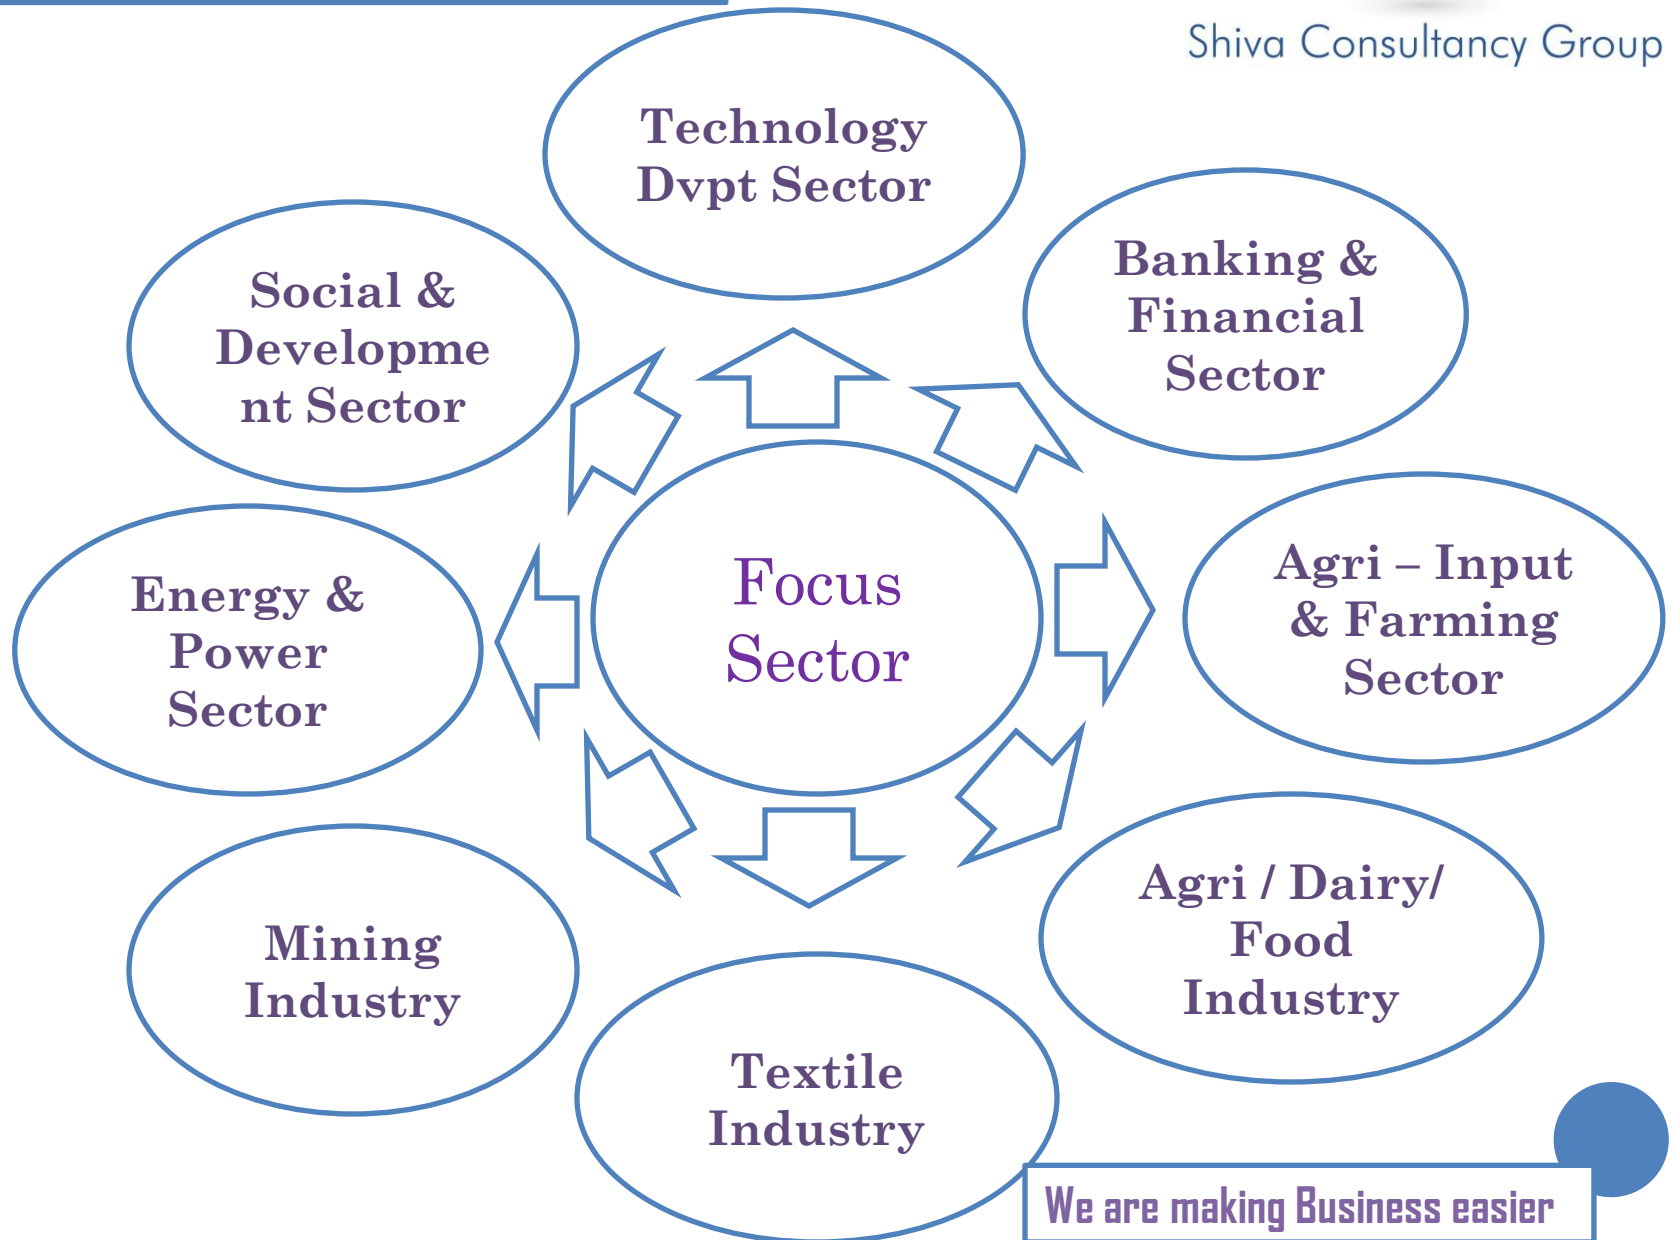 Shiva Consultancy Group
Technology
Dvpt Sector
Banking &
Financial
Sector
Social &
Developme
nt Sector
Agri – Input
& Farming
Sector
Focus
Sector
Energy &
Power
Sector
Agri / Dairy/
Food
Industry
Mining
Industry
Textile
Industry
We are making Business easier